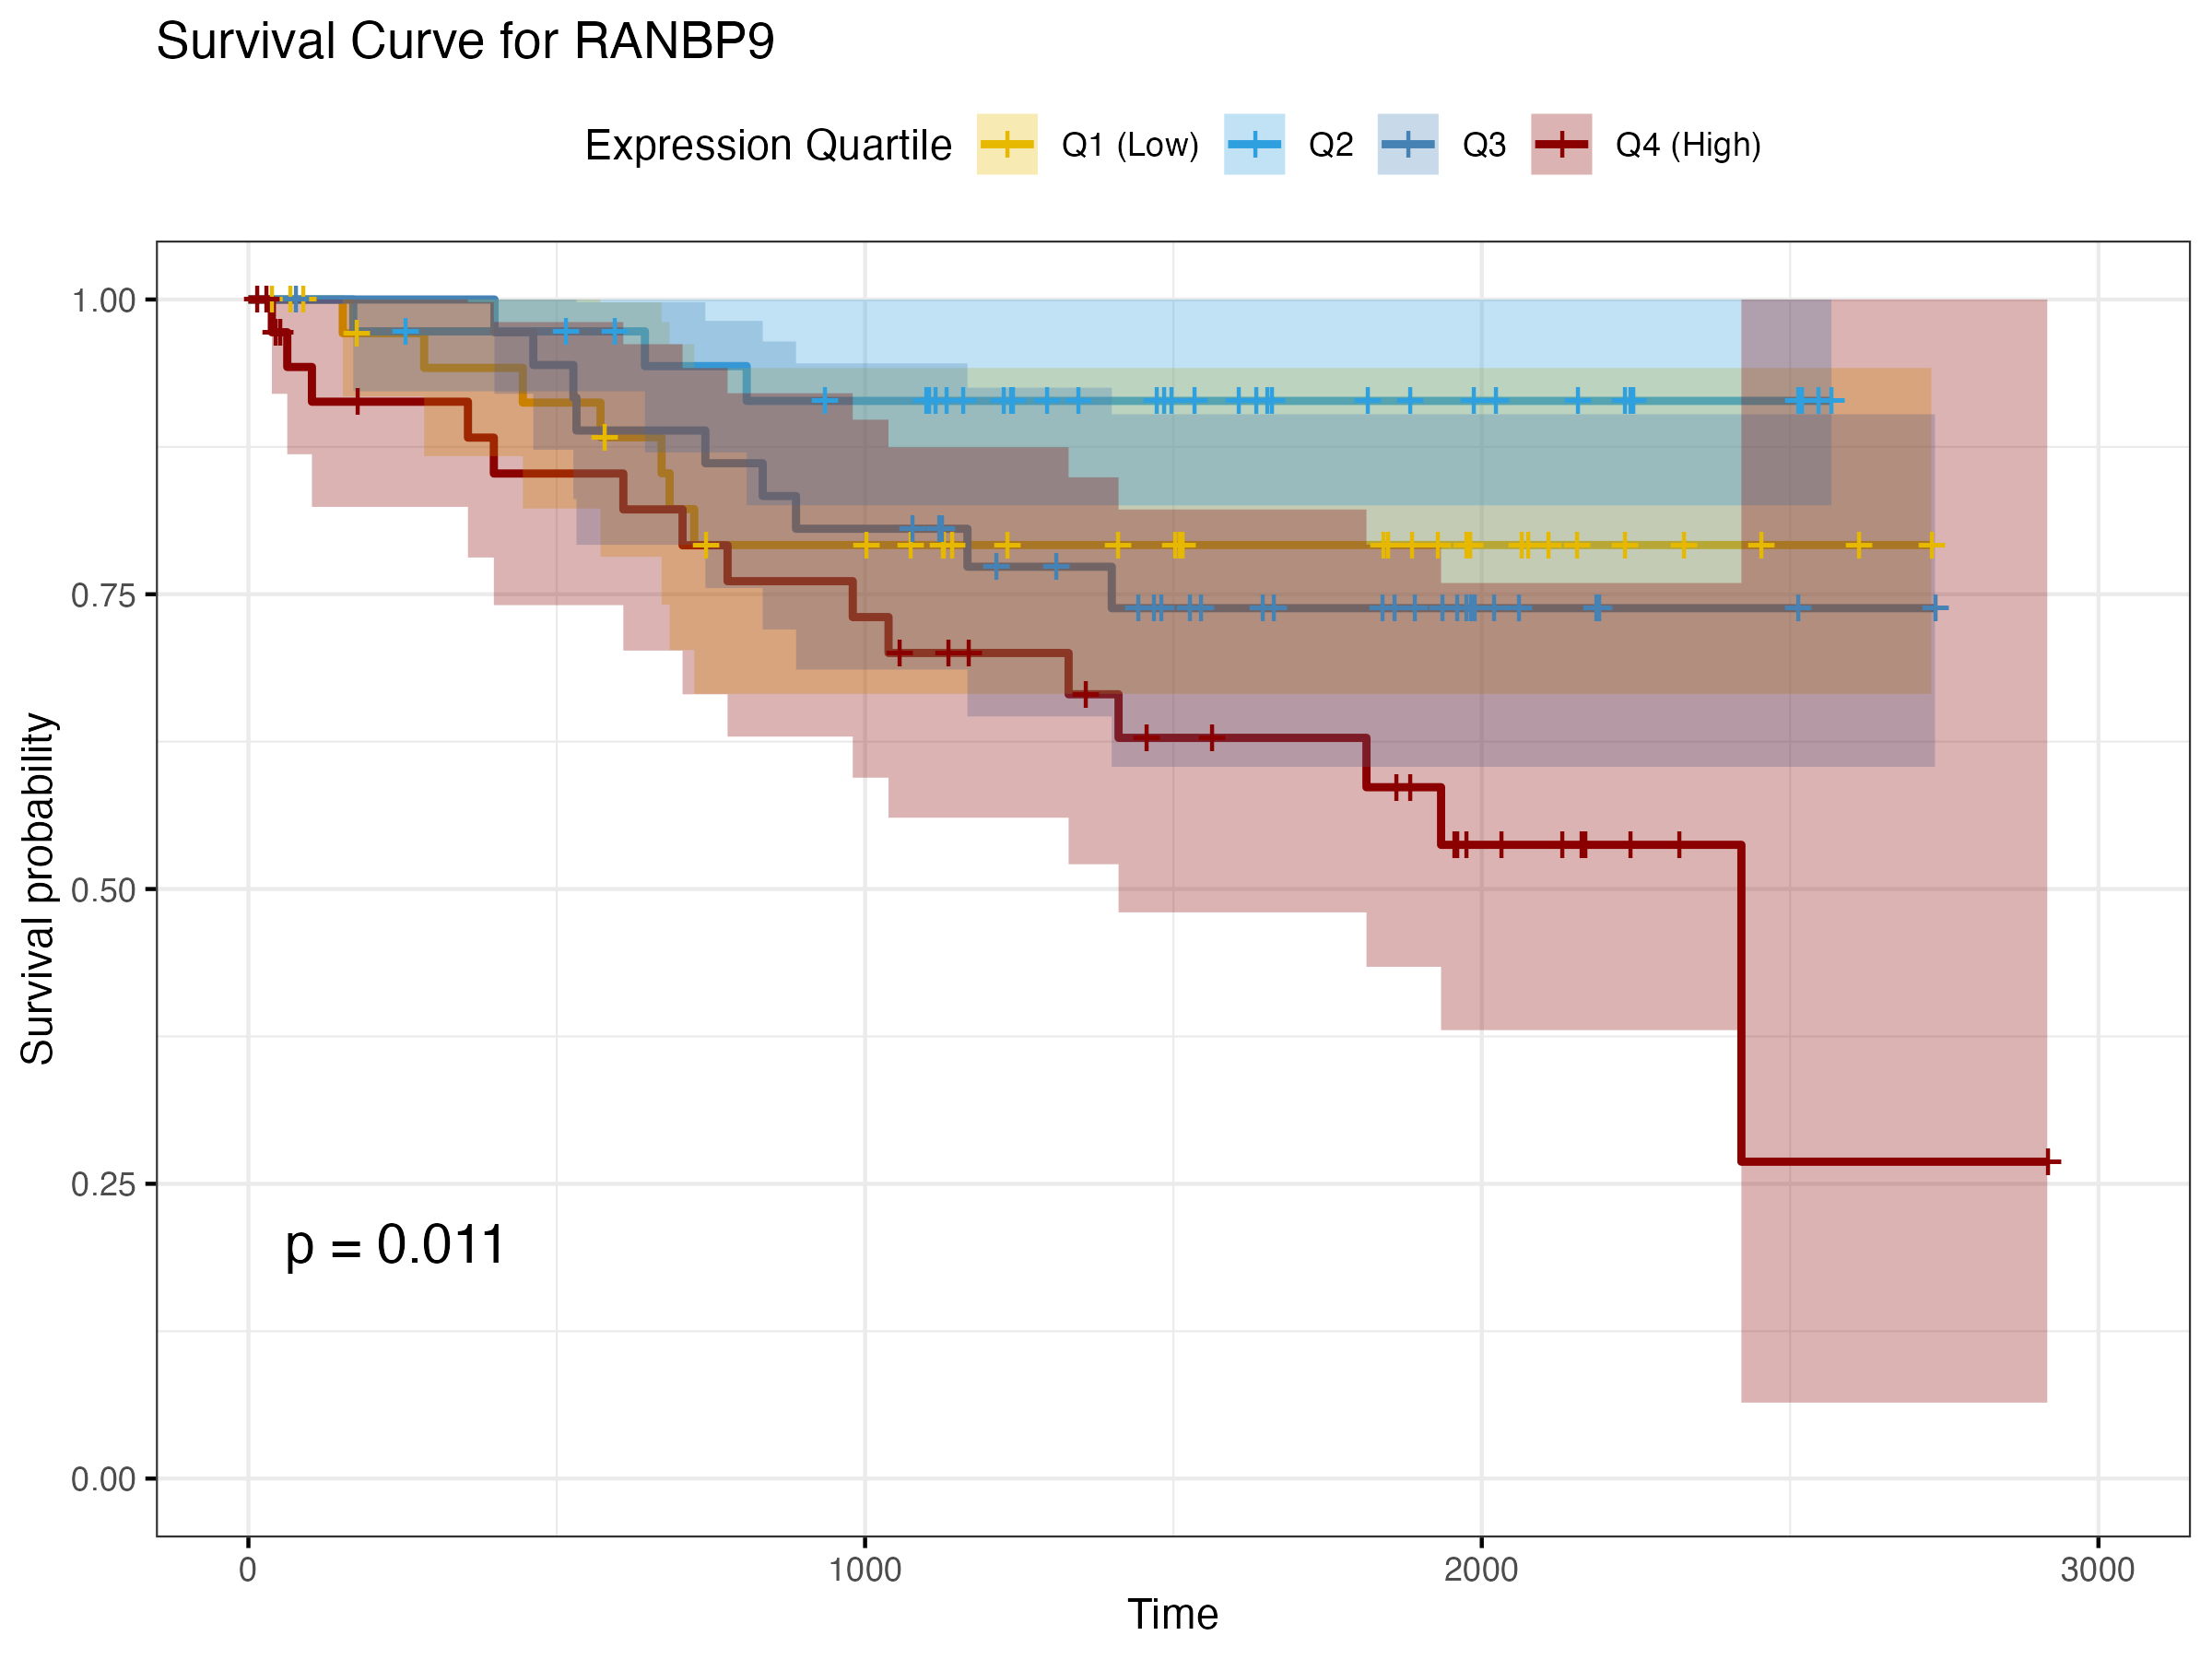 Survival Curve for RANBP9
Expression Quartile Q1 (Low) Q2 Q3 Q4 (High)
1.00
0.75
0.50
0.25
0.00
Survival probability
p = 0.011
0 1000 2000 3000
Time